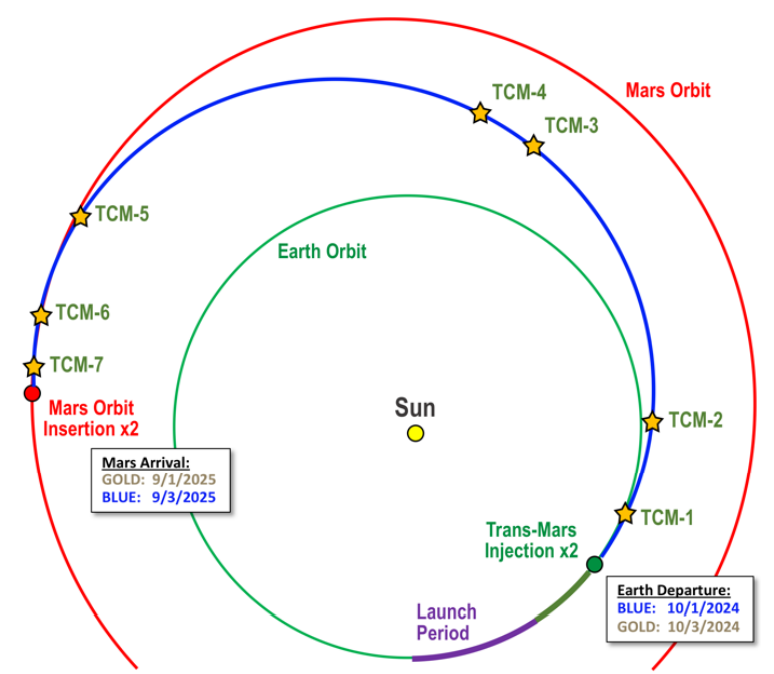 TCM-4
TCM-3
Mars Orbit
TCM-5
Earth Orbit
TCM-6
TCM-7
Mars Orbit
Insertion x2
Sun
TCM-2
Mars Arrival:
GOLD: 9/1/2025
BLUE: 9/3/2025
TCM-1
Trans-Mars
Injection x2
Earth Departure:
BLUE: 10/1/2024
GOLD: 10/3/2024
Launch
Period